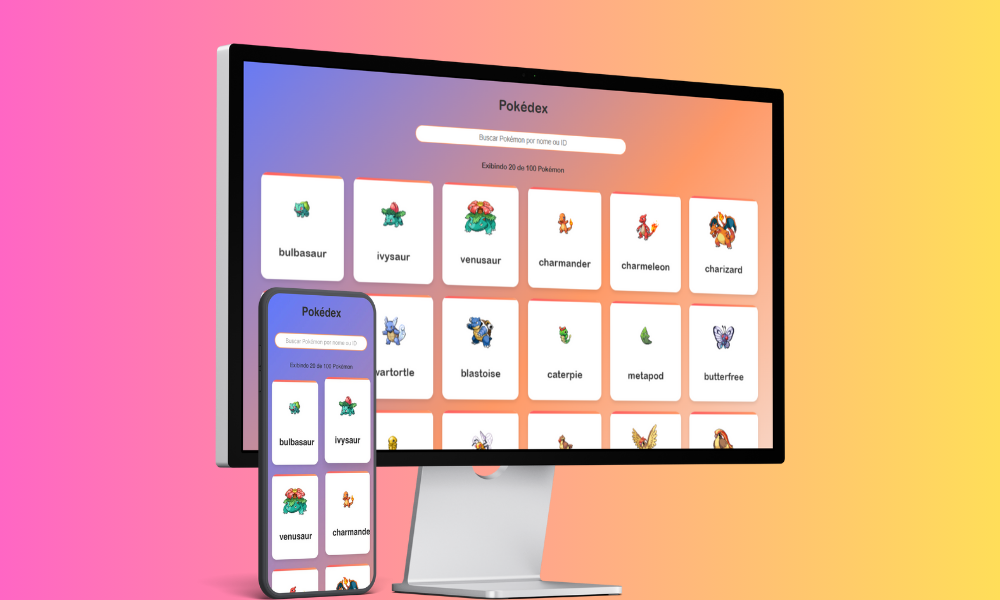 Pokédex
Buscar Pokémon por nome ou ID
Exibindo 20 de 100 Pokémon
bulbasaur
ivysaur
venusaur
charmander
charmeleon
charizard
wartortle
blastoise
caterpie
metapod
butterfree
Pokédex
Buscar Pokémon por nome ou ID
Exibindo 20 de 100 Pokémon
bulbasaur
ivysaur
venusaur
charmande